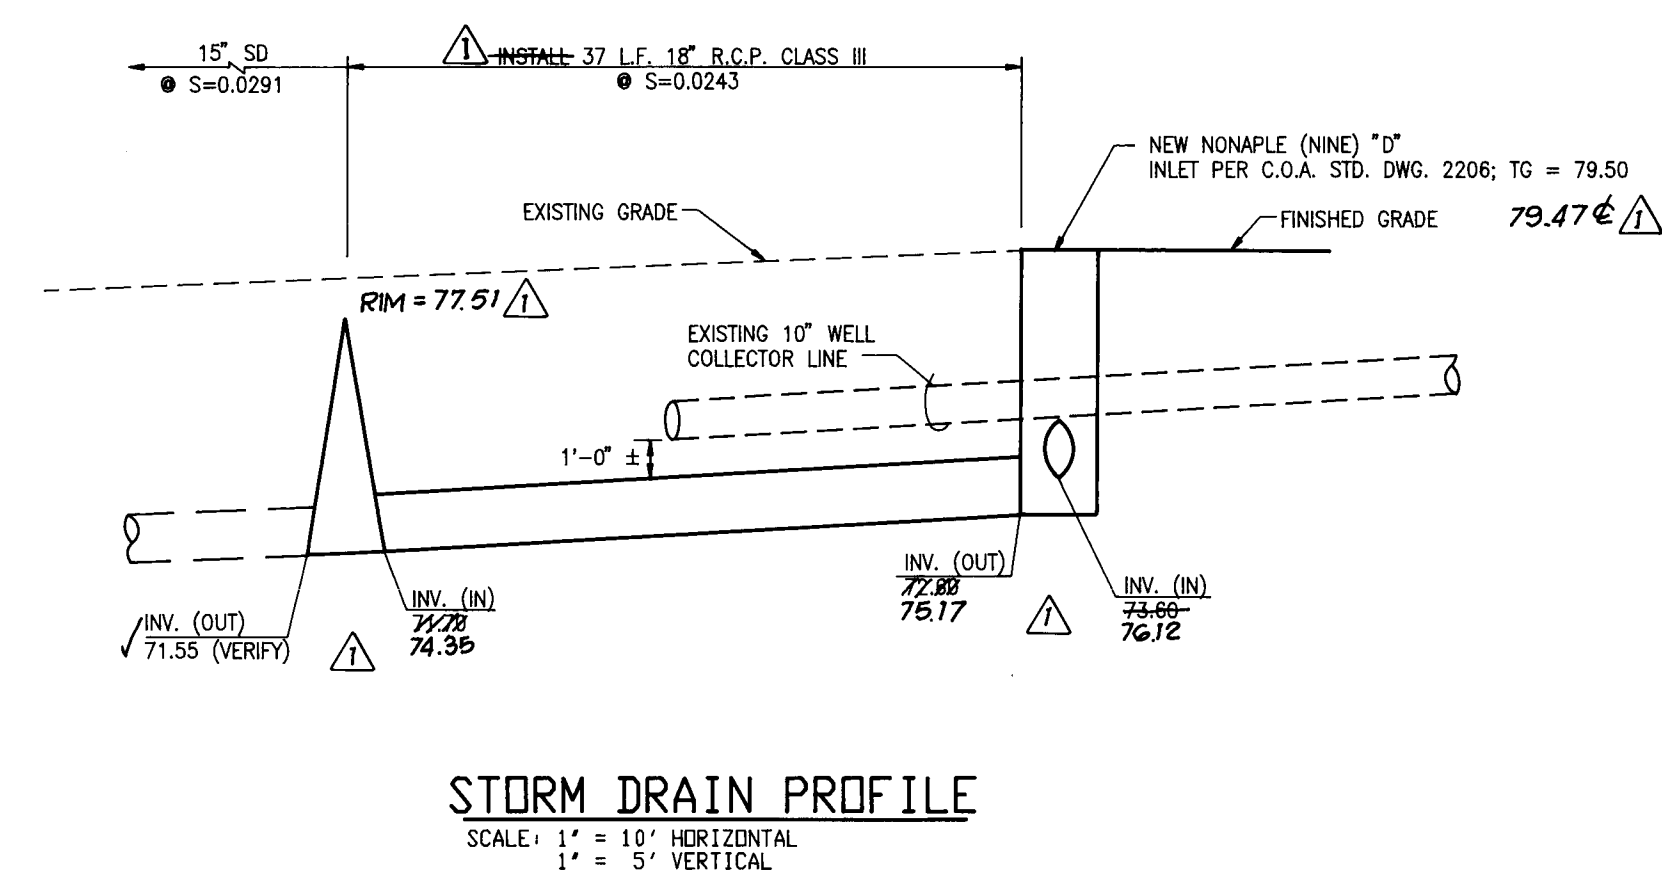 15" SD
@ S=0.0291
1 INSTALL 37 L.F. 18" R.C.P. CLASS III
@ S=0.0243
NEW NONAPLE (NINE) "D"
INLET PER C.O.A. STD. DWG. 2206; TG = 79.50
79.47 ℄ 1
EXISTING GRADE
FINISHED GRADE
RIM = 77.51 1
EXISTING 10" WELL
COLLECTOR LINE
1'-0" ±
INV. (OUT)
71.55 (VERIFY)
1
INV. (IN)
74.35
INV. (OUT)
72.60
75.17
1
INV. (IN)
73.60
76.12
STORM DRAIN PROFILE
SCALE: 1" = 10' HORIZONTAL
1" = 5' VERTICAL